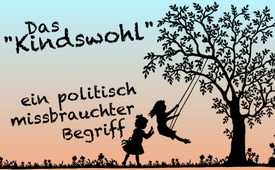 Das
"Kindswohl"
ein politisch
missbrauchter
Begriff